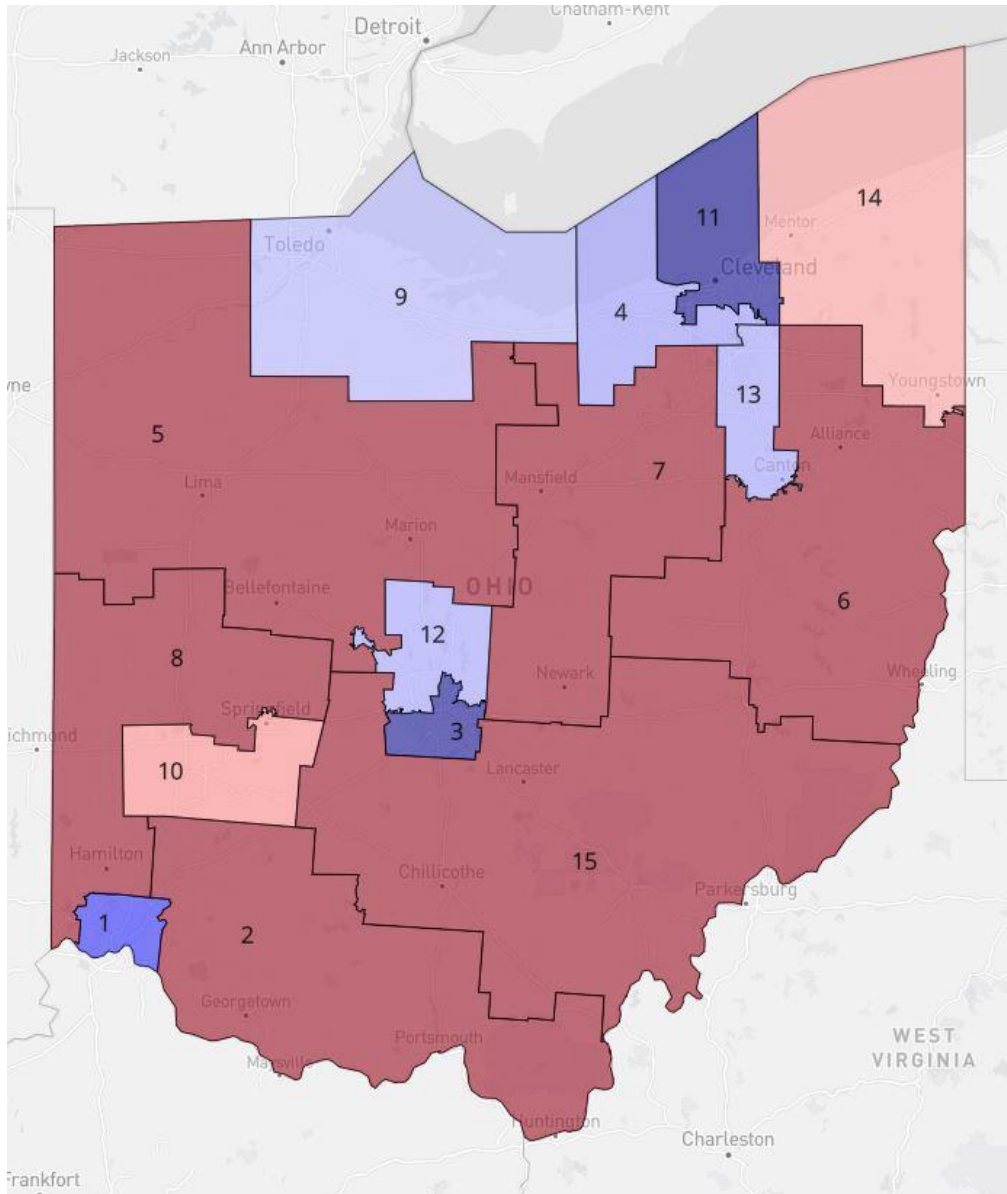 Chatham-Kent
Detroit
Ann Arbor
Jackson
14
11
Mentor
Toledo
Cleveland
9
4
Youngstown
13
5
Alliance
7
Canton
Mansfield
Lima
Marion
OHIO
Bellefontaine
6
12
8
Newark
Wheeling
Springfield
ichmond
3
10
Lancaster
Hamilton
15
Chillicothe
Parkersburg
1
2
Georgetown
Portsmouth
WEST
VIRGINIA
Maysville
Huntington
Charleston
Frankfort